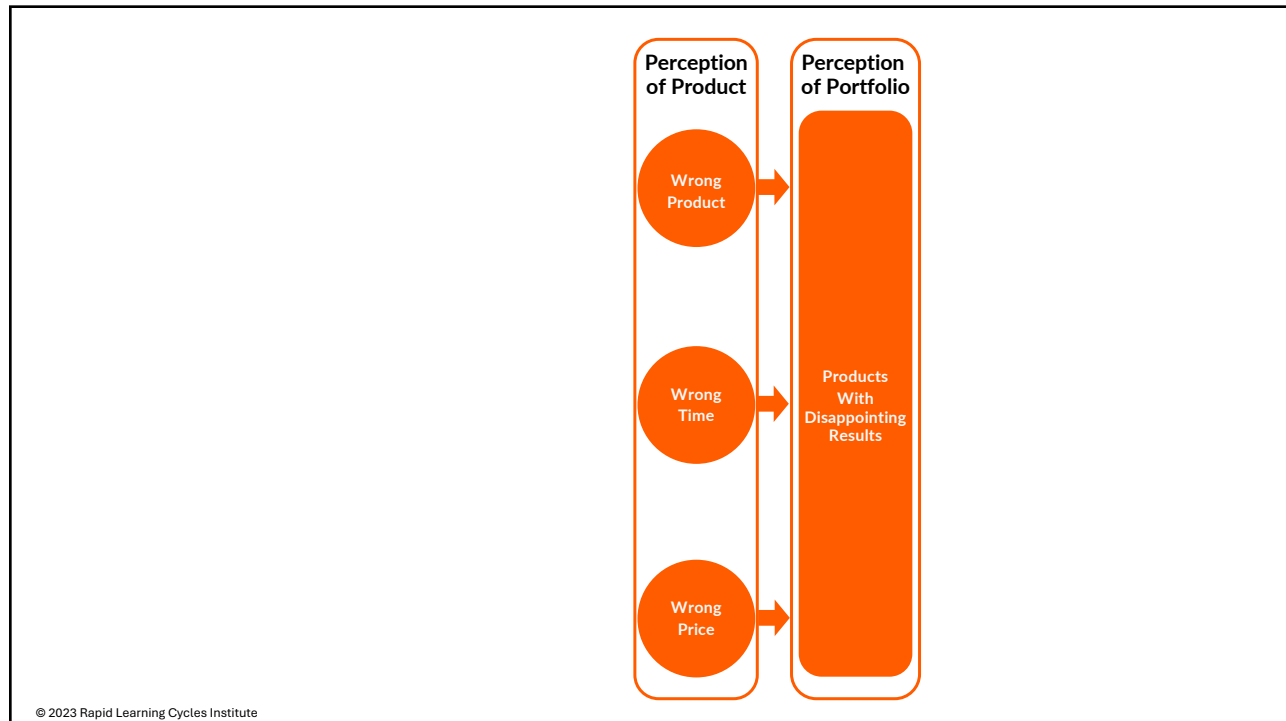 Perception
of Product
Wrong
Product
Wrong
Time
Wrong
Price
Perception
of Portfolio
Products
With
Disappointing
Results
© 2023 Rapid Learning Cycles Institute